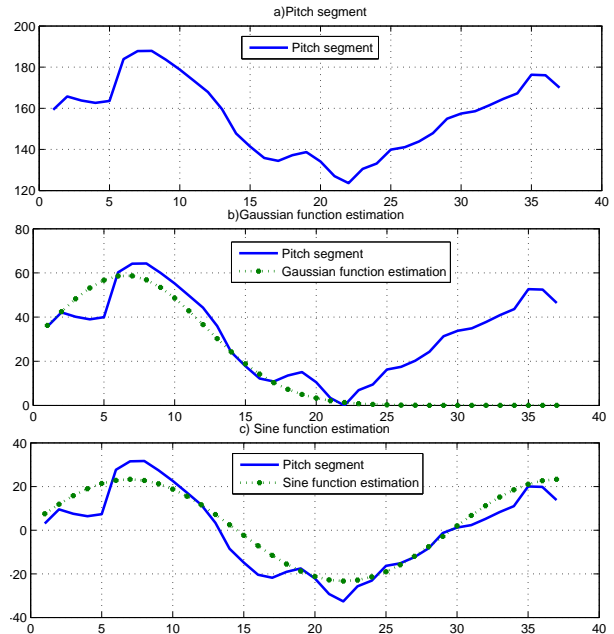 a)Pitch segment
200
180
160
140
120
Pitch segment
0 5 10 15 20 25 30 35 40
b)Gaussian function estimation
80
60
40
20
0
Pitch segment
Gaussian function estimation
0 5 10 15 20 25 30 35 40
c) Sine function estimation
40
20
0
-20
-40
Pitch segment
Sine function estimation
0 5 10 15 20 25 30 35 40